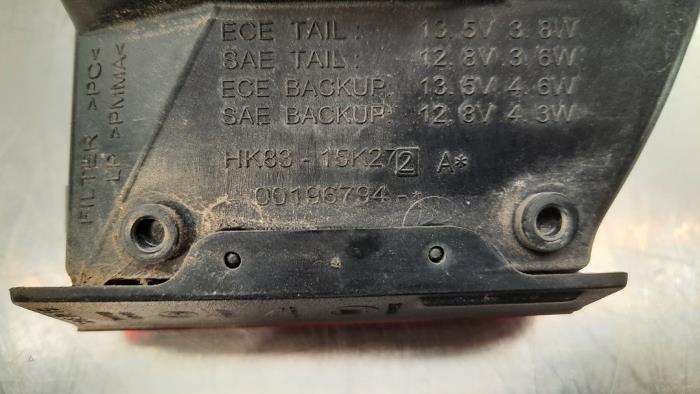 ECE TAIL: 13.5V 3.8W
SAE TAIL: 12.8V 3.6W
ECE BACKUP: 13.5V 4.6W
SAE BACKUP: 12.8V 4.3W
HK83 - 15K272 A*
00196794 -*
FILTER >PC<
LP >PMMA<